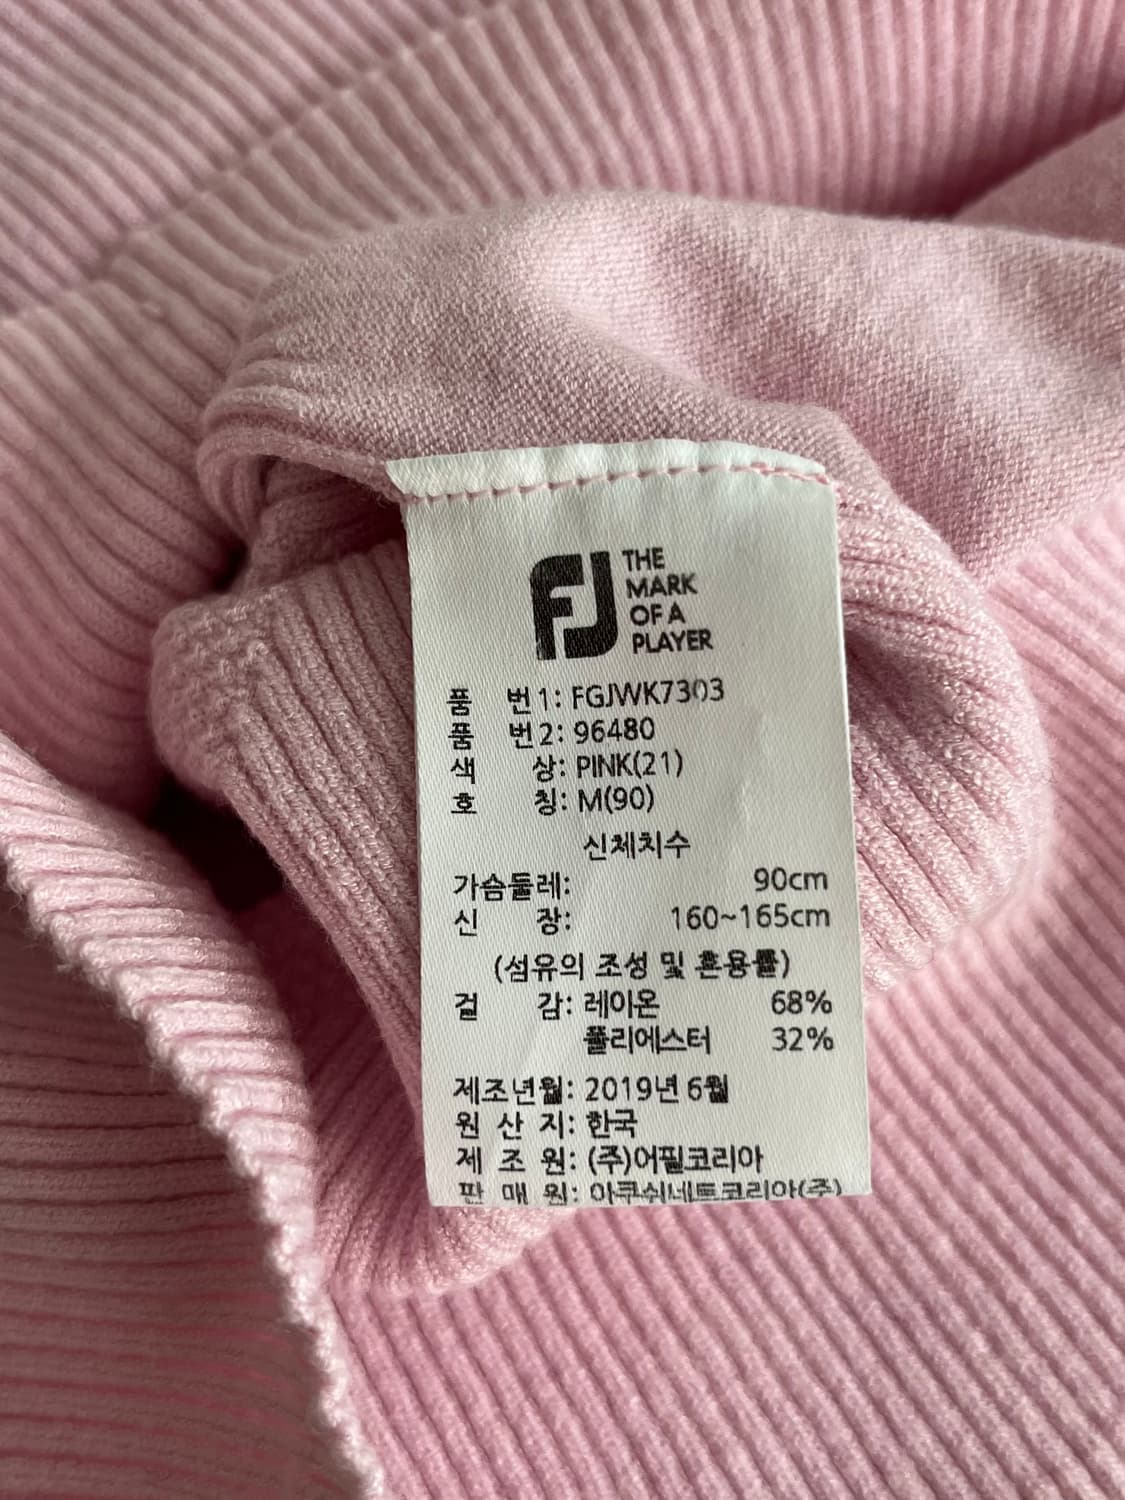 FJ THE
MARK
OF A
PLAYER
품 번1: FGJWK7303
품 번2: 96480
색 상: PINK(21)
호 칭: M(90)
신체치수
가슴둘레: 90cm
신 장: 160~165cm
(섬유의 조성 및 혼용률)
겉 감: 레이온 68%
폴리에스터 32%
제조년월: 2019년 6월
원 산 지: 한국
제 조 원: (주)어필코리아
판 매 원: 아쿠쉬네트코리아(주)